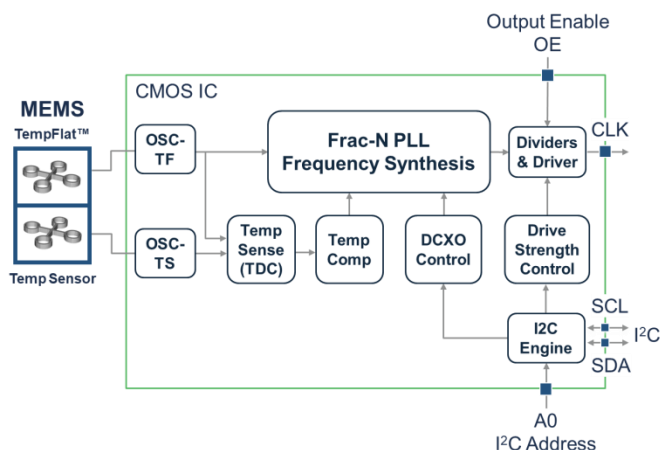 Output Enable
OE
CMOS IC
MEMS
TempFlat™
Temp Sensor
OSC-
TF
Frac-N PLL
Frequency Synthesis
Dividers
& Driver
CLK
OSC-
TS
Temp
Sense
(TDC)
Temp
Comp
DCXO
Control
Drive
Strength
Control
I2C
Engine
SCL
I²C
SDA
A0
I²C Address